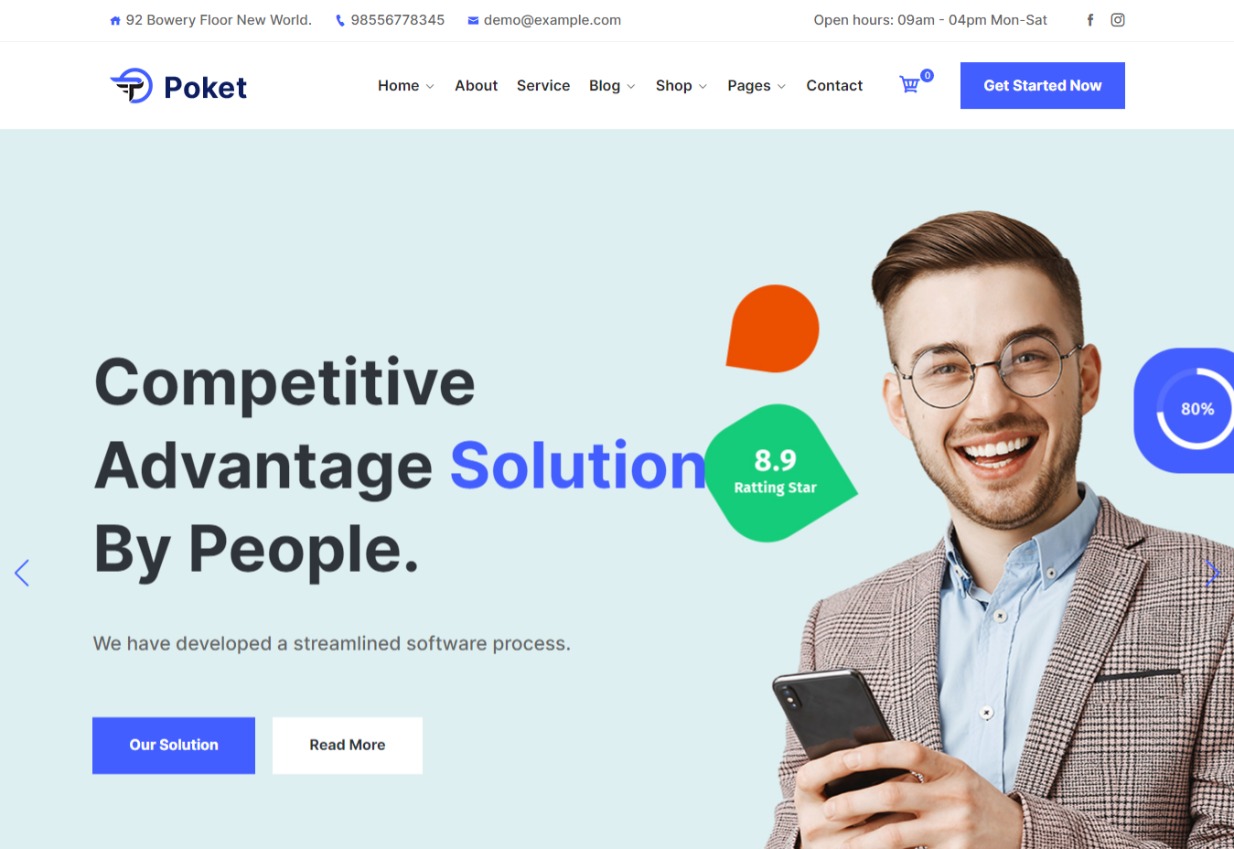 92 Bowery Floor New World. 98556778345 demo@example.com Open hours: 09am - 04pm Mon-Sat
Poket Home About Service Blog Shop Pages Contact 0 Get Started Now
Competitive
Advantage Solution
By People.
8.9
Ratting Star
80%
We have developed a streamlined software process.
Our Solution Read More